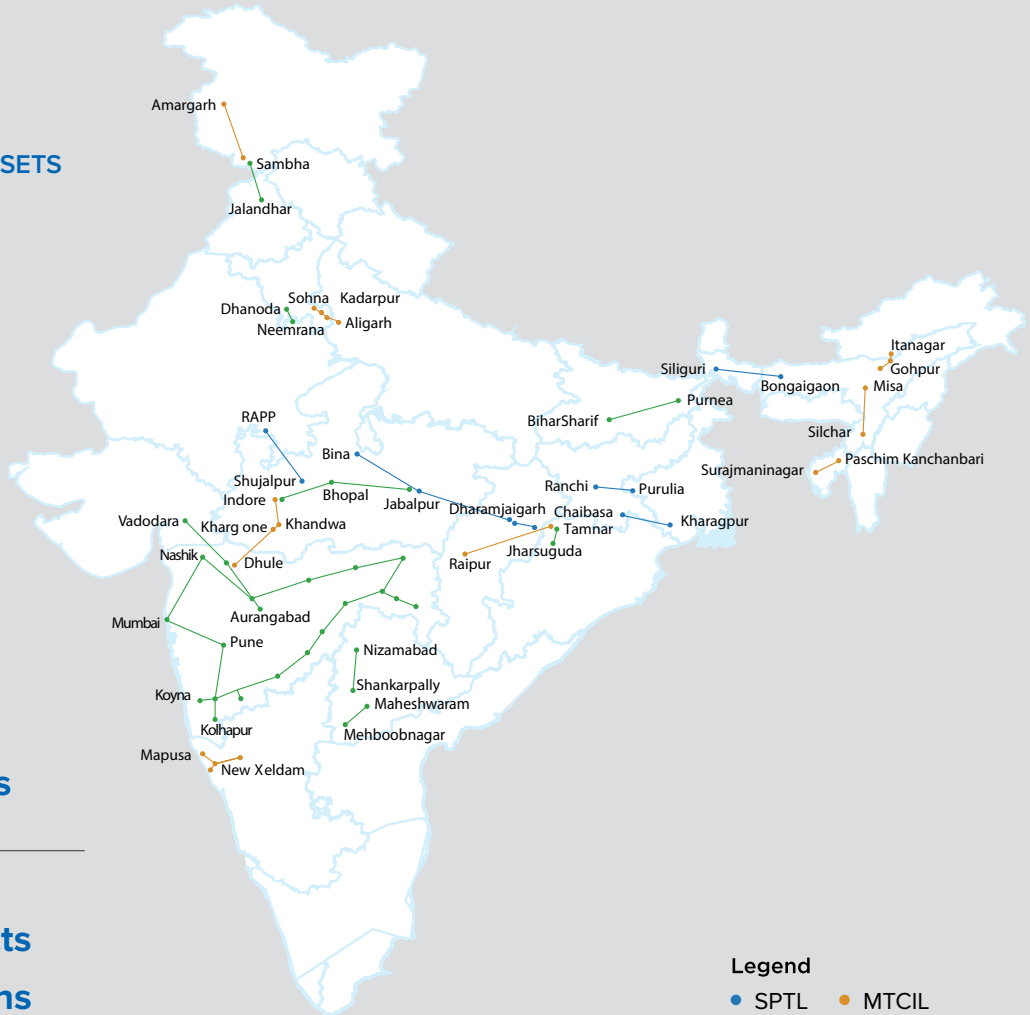 Amargarh
SETS
Sambha
Jalandhar
Sohna
Kadarpur
Dhanoda
Neemrana
Aligarh
Itanagar
Siliguri
Gohpur
Bongaigaon
Misa
Purnea
RAPP
BiharSharif
Silchar
Bina
Paschim Kanchanbari
Surajmaninagar
Shujalpur
Ranchi
Purulia
Indore
Bhopal
Jabalpur
Dharamjaigarh
Chaibasa
Vadodara
Kharg one
Khandwa
Tamnar
Kharagpur
Nashik
Jharsuguda
Dhule
Raipur
Aurangabad
Mumbai
Pune
Nizamabad
Shankarpally
Koyna
Maheshwaram
Kolhapur
Mehboobnagar
Mapusa
New Xeldam
s
ts
ns
Legend
SPTL
MTCIL